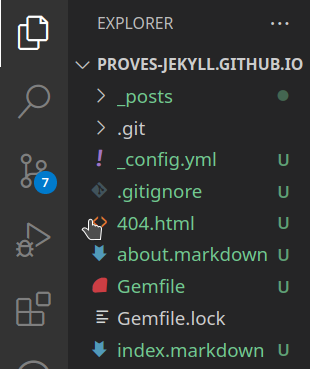 EXPLORER ...
PROVES-JEKYLL.GITHUB.IO
_posts
.git
! _config.yml U
.gitignore U
404.html U
about.markdown U
7
Gemfile U
Gemfile.lock
index.markdown U